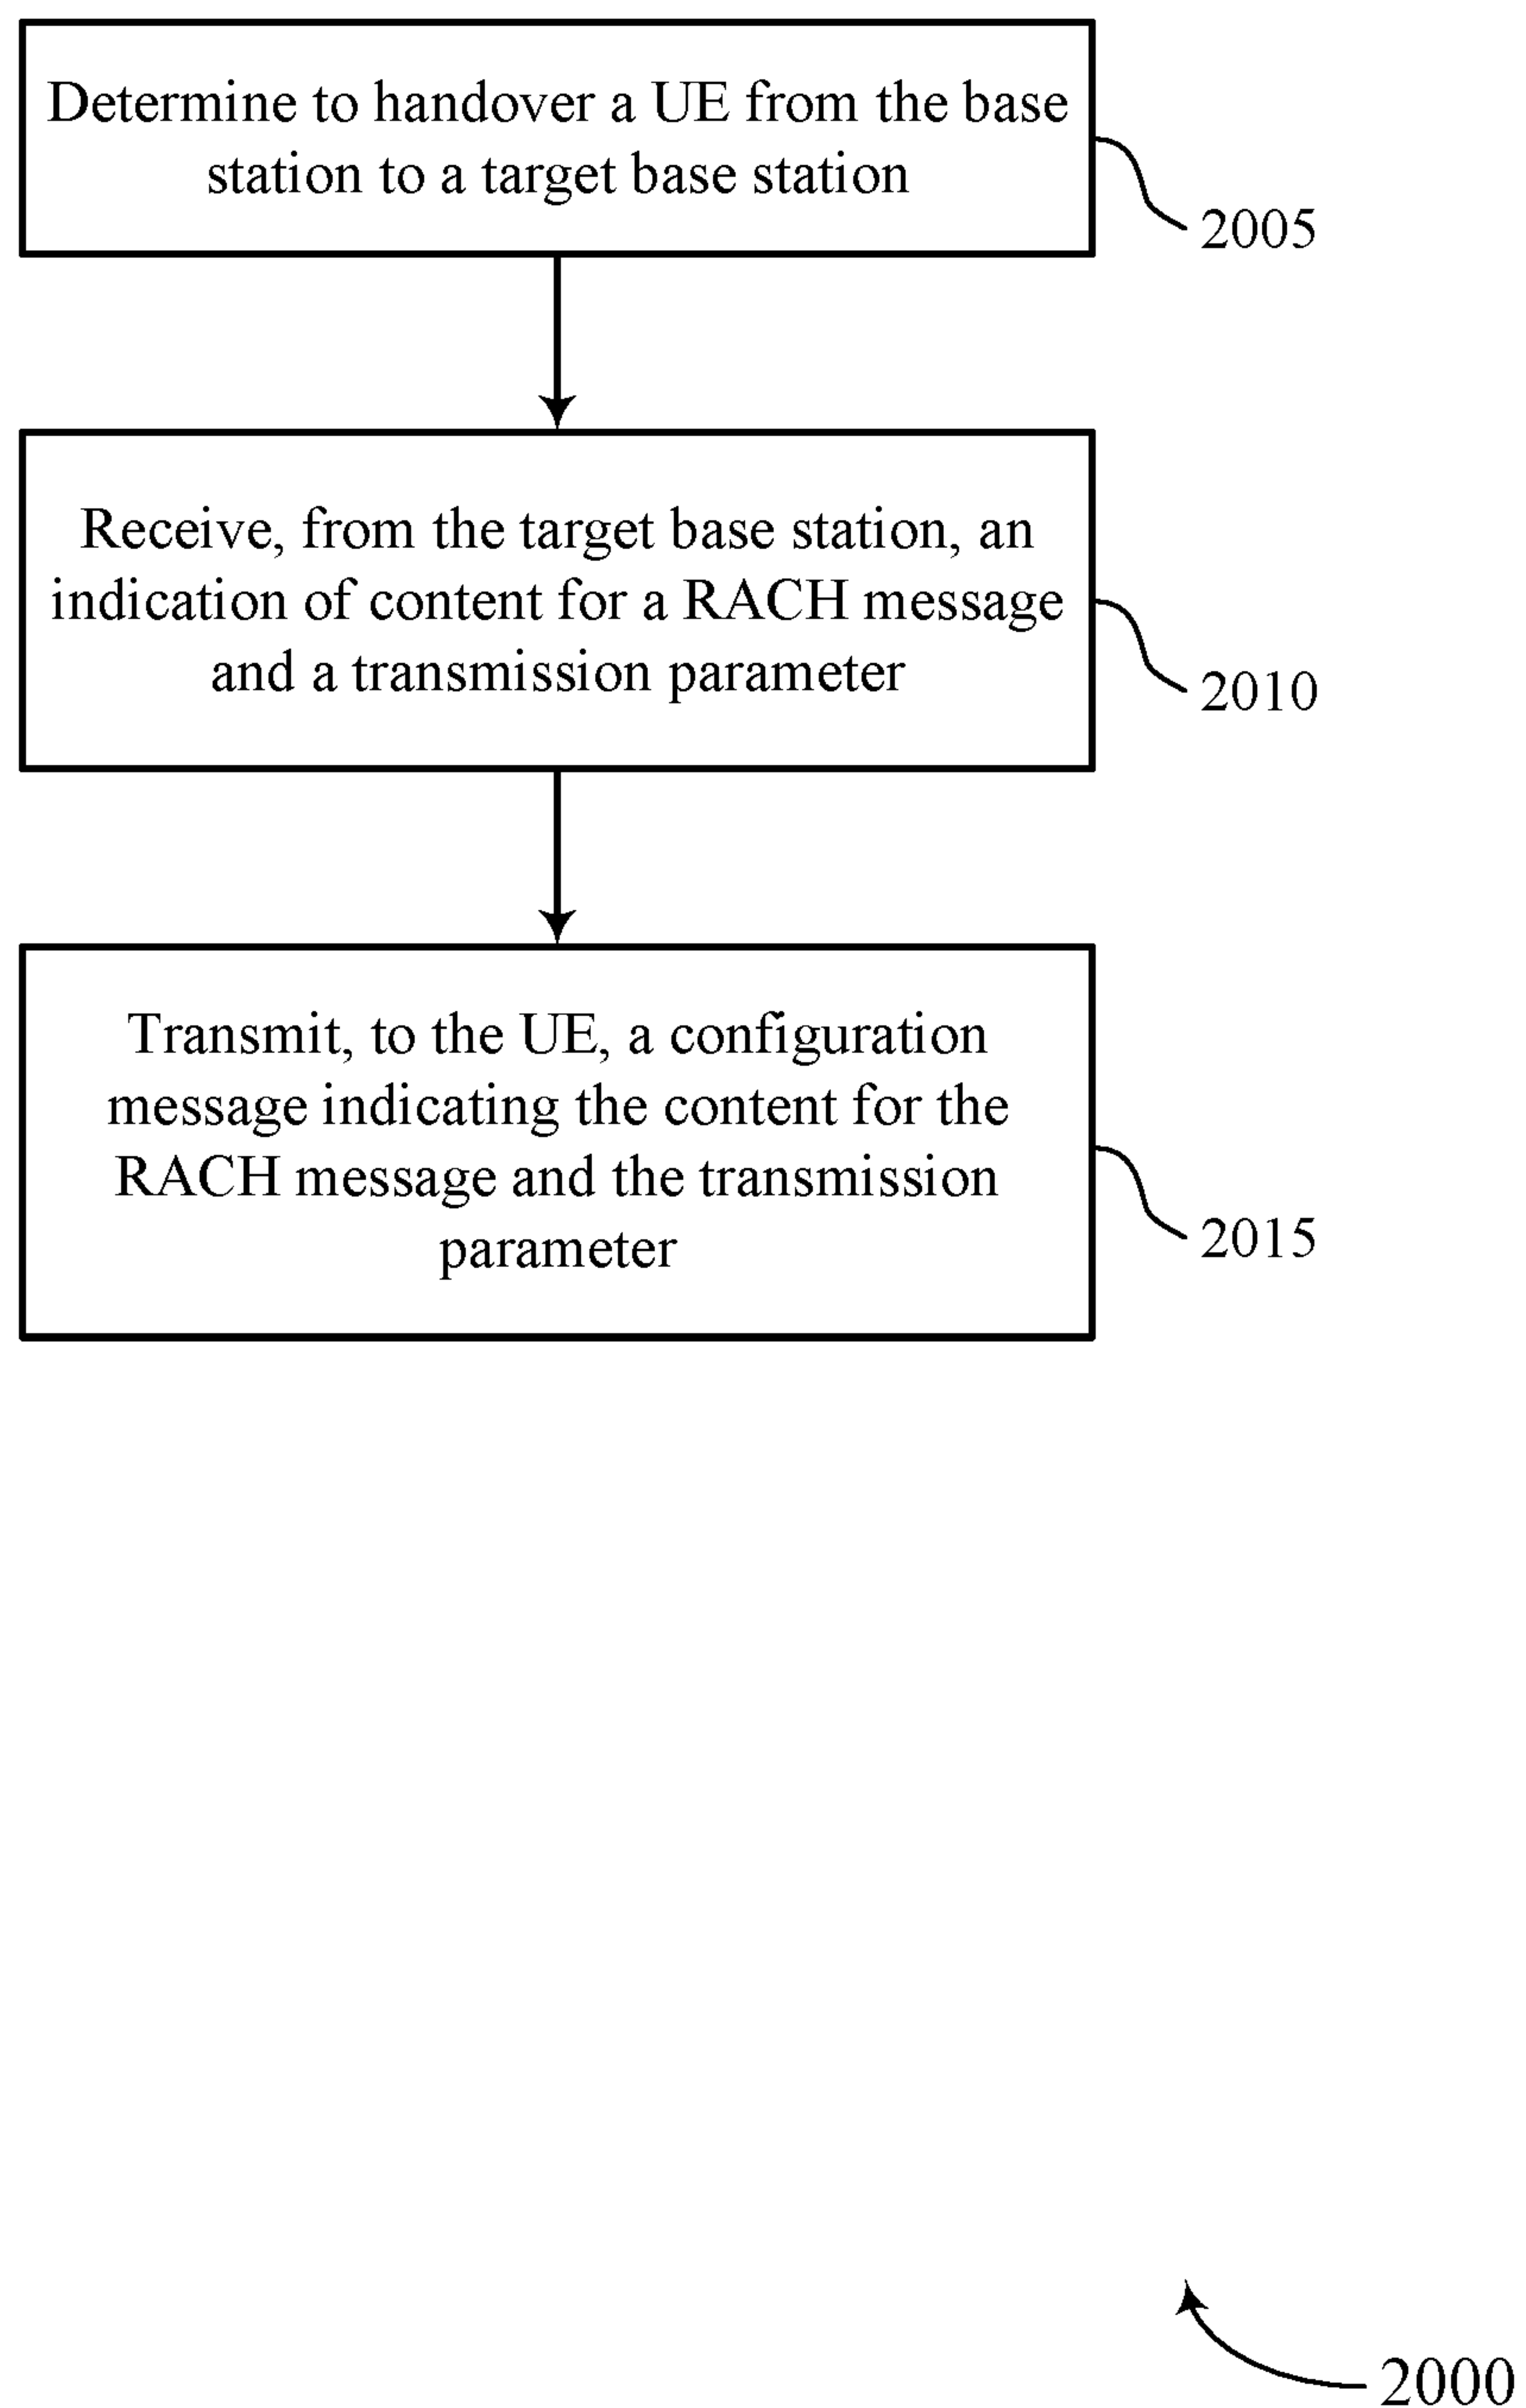 Determine to handover a UE from the base
station to a target base station
2005
Receive, from the target base station, an
indication of content for a RACH message
and a transmission parameter
2010
Transmit, to the UE, a configuration
message indicating the content for the
RACH message and the transmission
parameter
2015
2000